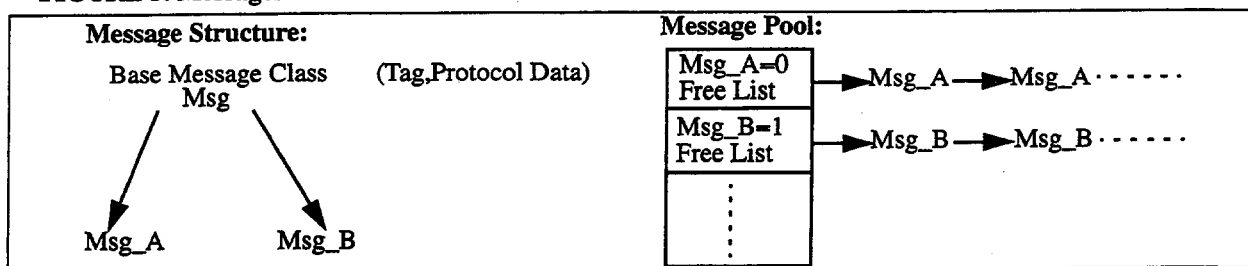 Message Structure:
Base Message Class (Tag,Protocol Data)
Msg
Msg_A Msg_B
Message Pool:
Msg_A=0
Free List
Msg_A Msg_A
Msg_B=1
Free List
Msg_B Msg_B